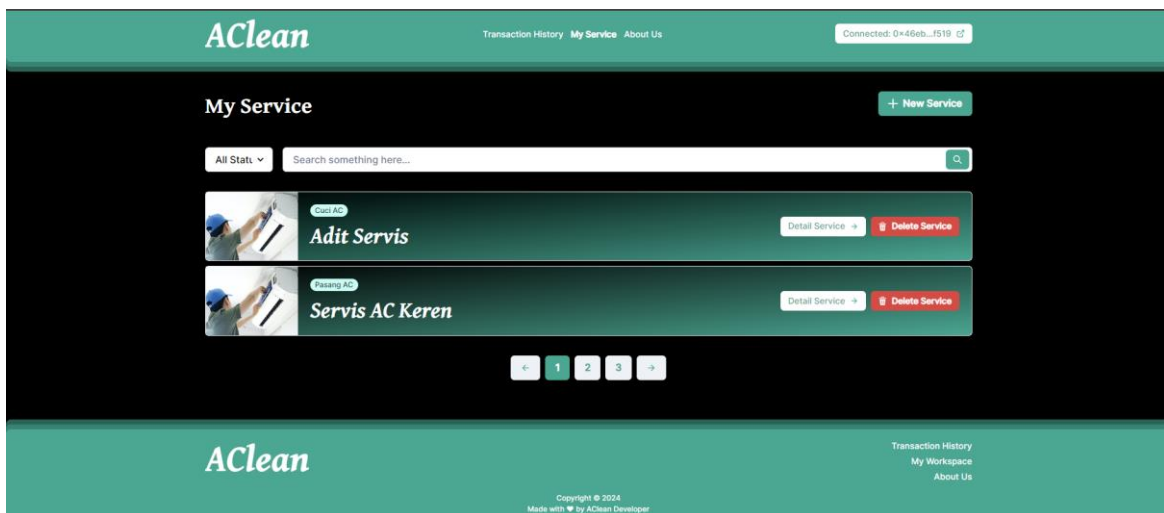 AClean
Transaction History My Service About Us
Connected: 0×46eb...f519
My Service
+ New Service
All Statu
Search something here...
Cuci AC
Adit Servis
Detail Service →
Delete Service
Pasang AC
Servis AC Keren
Detail Service →
Delete Service
← 1 2 3 →
AClean
Transaction History
My Workspace
About Us
Copyright © 2024
Made with ♥ by AClean Developer